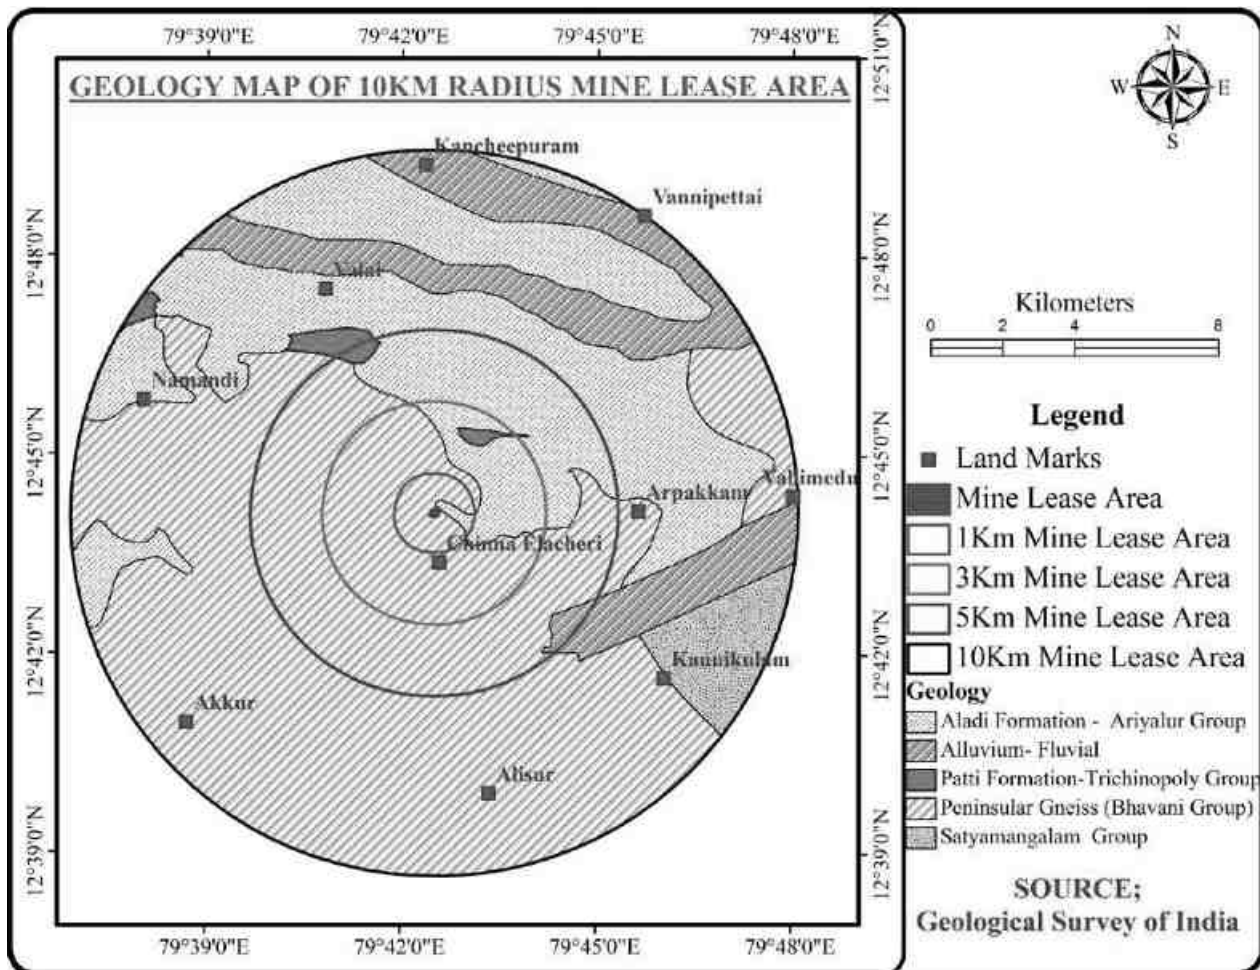 79°39'0"E 79°42'0"E 79°45'0"E 79°48'0"E
12°51'0"N
GEOLOGY MAP OF 10KM RADIUS MINE LEASE AREA
N
W E
S
Kancheepuram
Vannipettai
12°48'0"N 12°48'0"N
Valai
Kilometers
0 2 4 8
Namandi
12°45'0"N 12°45'0"N
Arpakkam
Chinna Elacheri
12°42'0"N 12°42'0"N
Akkur
Alisur
12°39'0"N 12°39'0"N
79°39'0"E 79°42'0"E 79°45'0"E 79°48'0"E
Legend
Land Marks
Mine Lease Area
1Km Mine Lease Area
3Km Mine Lease Area
5Km Mine Lease Area
10Km Mine Lease Area
Geology
Aladi Formation - Ariyalur Group
Alluvium- Fluvial
Patti Formation-Trichinopoly Group
Peninsular Gneiss (Bhavani Group)
Satyamangalam Group
SOURCE;
Geological Survey of India